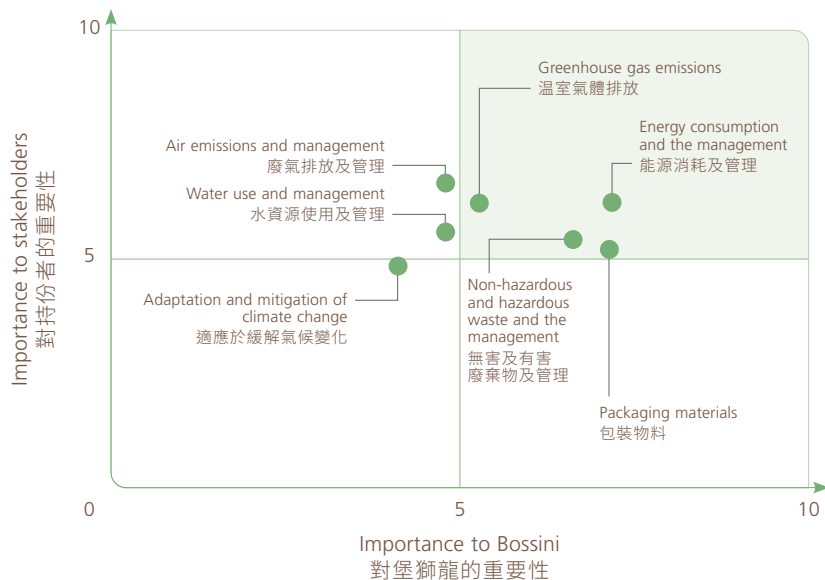 10
Greenhouse gas emissions
温室氣體排放
Energy consumption
and the management
能源消耗及管理
Air emissions and management
廢氣排放及管理
Water use and management
水資源使用及管理
Importance to stakeholders
對持份者的重要性
5
Adaptation and mitigation of
climate change
適應於緩解氣候變化
Non-hazardous
and hazardous
waste and the
management
無害及有害
廢棄物及管理
Packaging materials
包裝物料
0
5
10
Importance to Bossini
對堡獅龍的重要性